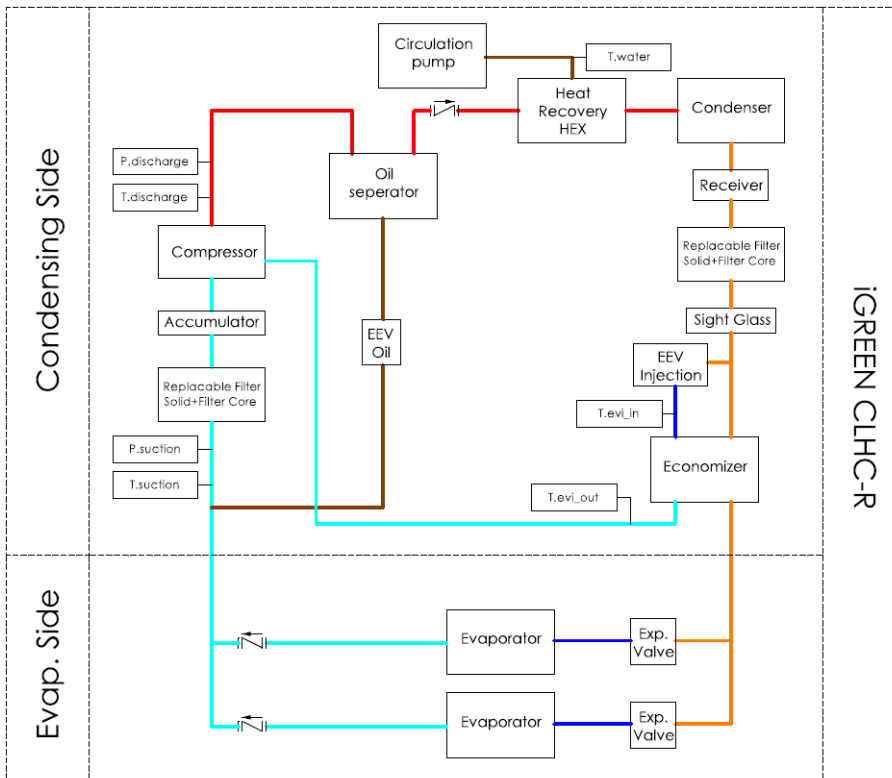 Condensing Side
Circulation
pump
T.water
Heat
Recovery
HEX
Condenser
P.discharge
T.discharge
Oil
seperator
Receiver
Compressor
Replacable Filter
Solid+Filter Core
Accumulator
EEV
Oil
Sight Glass
EEV
Injection
Replacable Filter
Solid+Filter Core
T.evi_in
P.suction
T.suction
Economizer
T.evi_out
iGREEN CLHC-R
Evap. Side
Evaporator
Exp.
Valve
Evaporator
Exp.
Valve